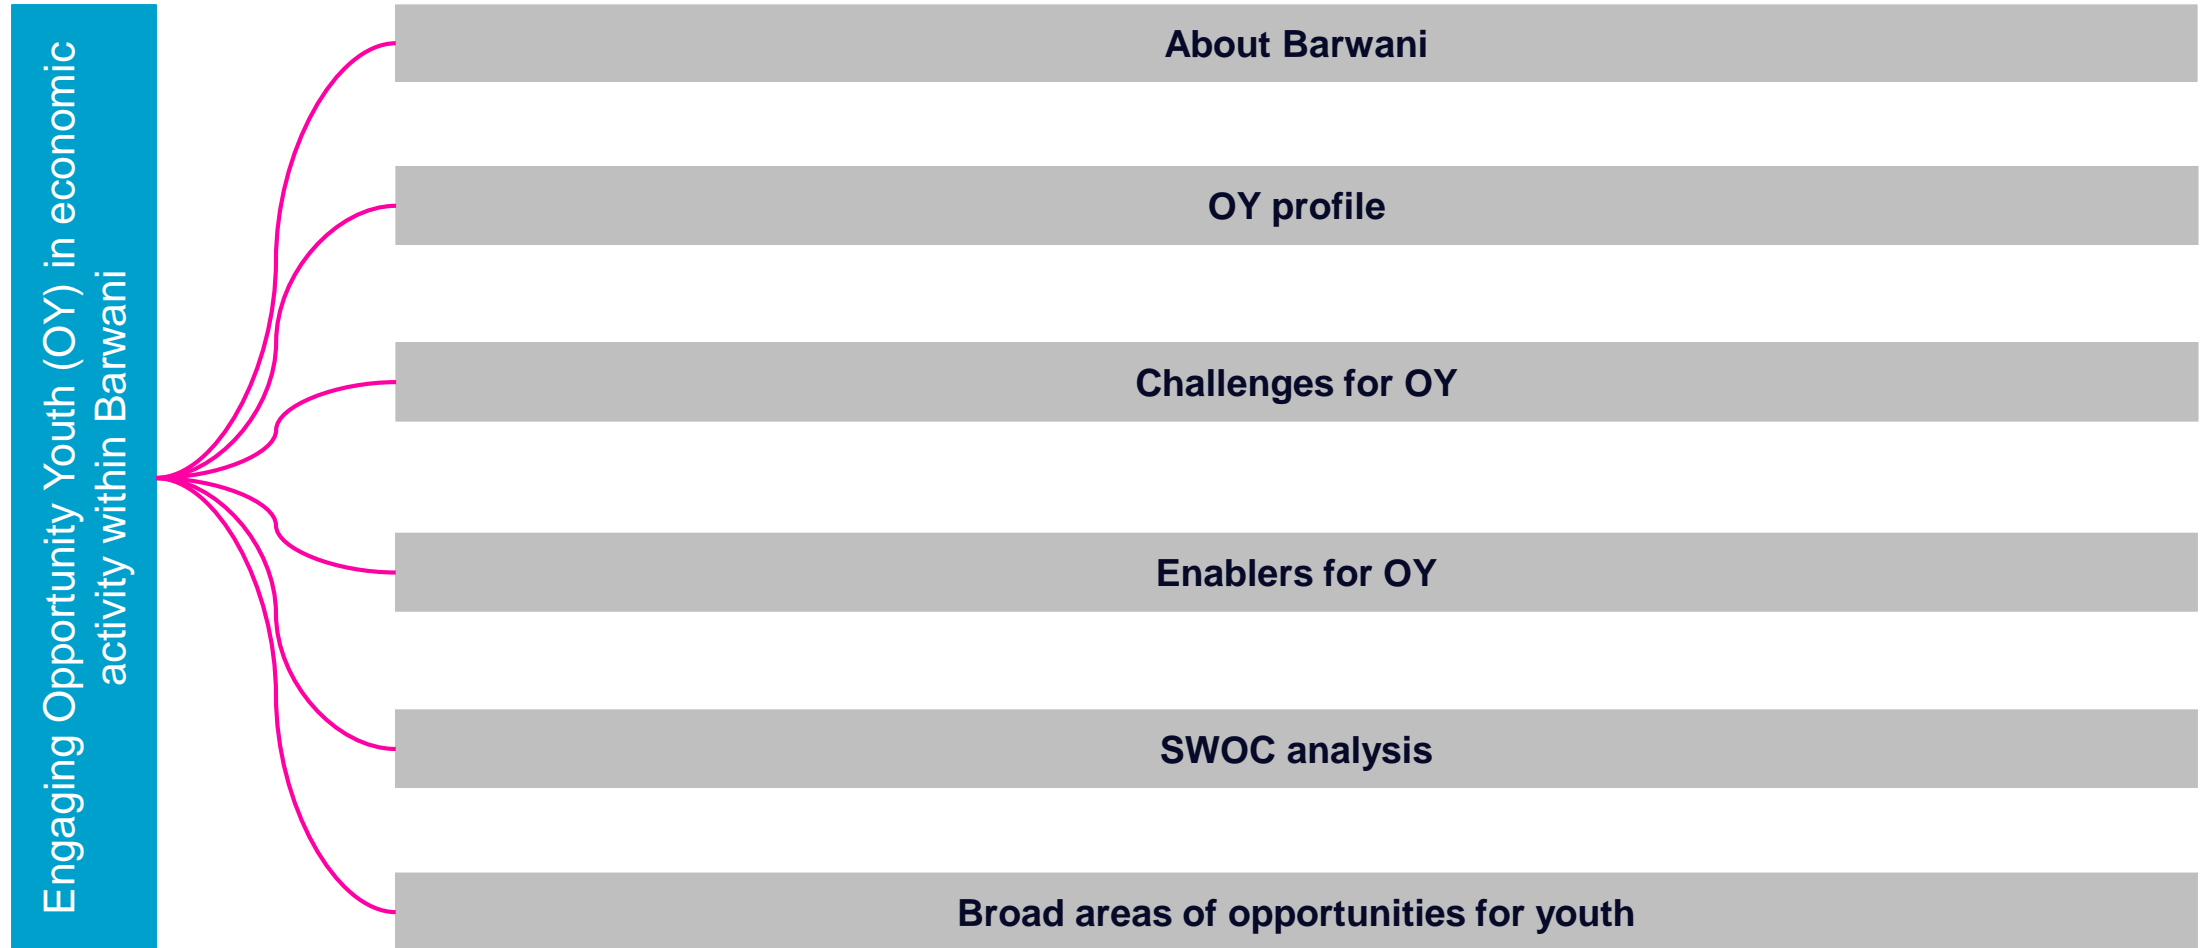 Engaging Opportunity Youth (OY) in economic
activity within Barwani
About Barwani
OY profile
Challenges for OY
Enablers for OY
SWOC analysis
Broad areas of opportunities for youth